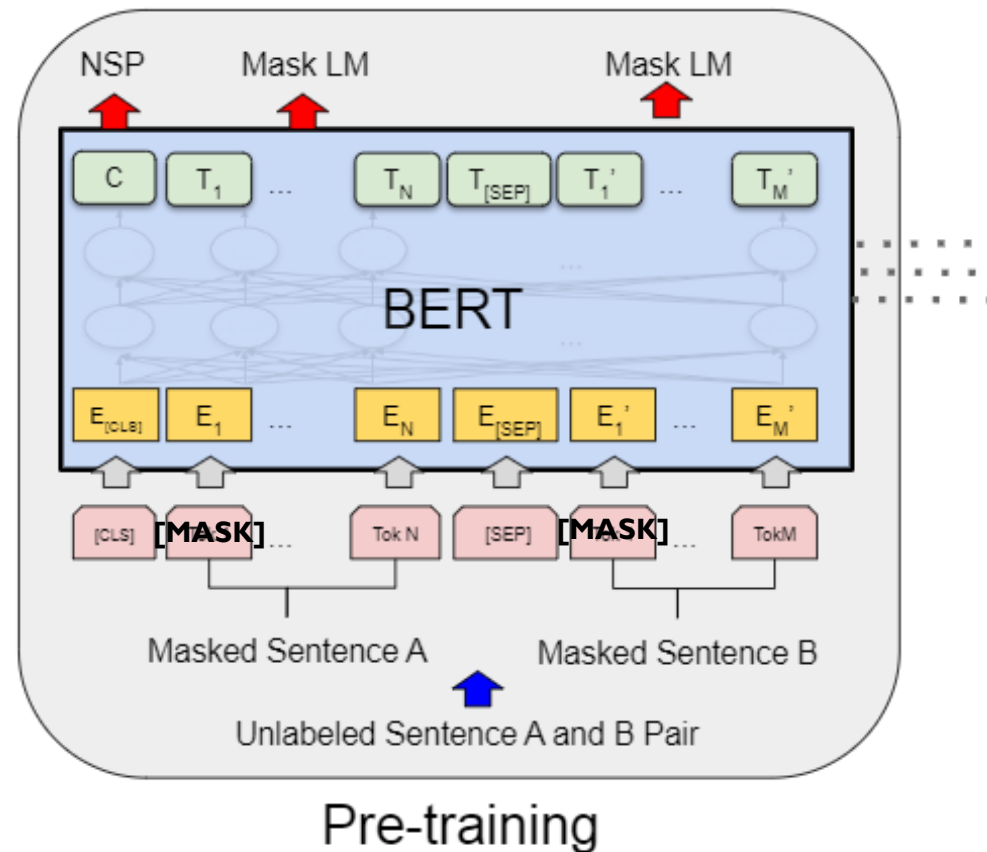 NSP Mask LM Mask LM
C T1 ... TN T[SEP] T1' ... TM'
...
BERT
...
E[CLS] E1 ... EN E[SEP] E1' ... EM'
[CLS] [MASK] ... Tok N [SEP] [MASK] ... TokM
Masked Sentence A Masked Sentence B
Unlabeled Sentence A and B Pair
Pre-training